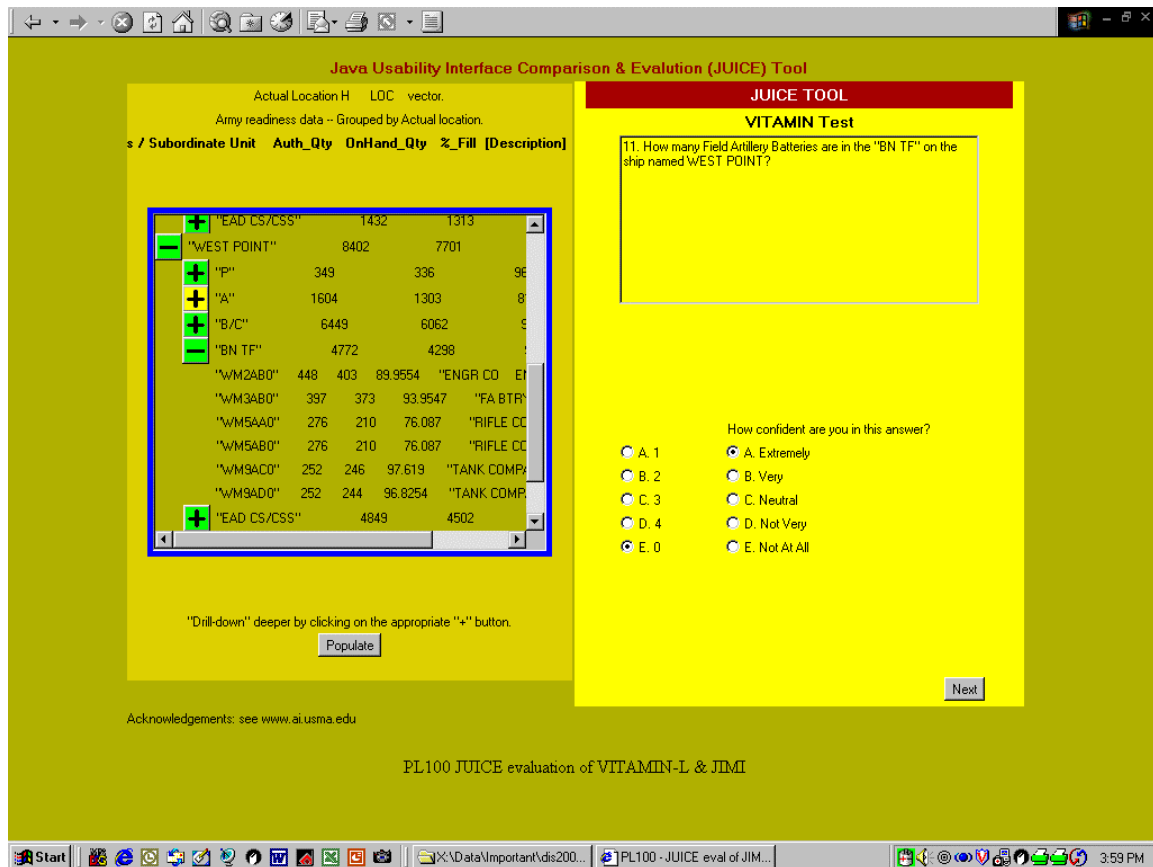 Java Usability Interface Comparison & Evalution (JUICE) Tool
Actual Location H LOC vector.
Army readiness data -- Grouped by Actual location.
s / Subordinate Unit Auth_Qty OnHand_Qty %_Fill [Description]
"EAD CS/CSS" 1432 1313
"WEST POINT" 8402 7701
"P" 349 336 96
"A" 1604 1303 8
"B/C" 6449 6062
"BN TF" 4772 4298
"WM2AB0" 448 403 89.9554 "ENGR CO
"WM3AB0" 397 373 93.9547 "FA BTRY
"WM5AA0" 276 210 76.087 "RIFLE CO
"WM5AB0" 276 210 76.087 "RIFLE CO
"WM9AC0" 252 246 97.619 "TANK COMPA
"WM9AD0" 252 244 96.8254 "TANK COMP
"EAD CS/CSS" 4849 4502
"Drill-down" deeper by clicking on the appropriate "+" button.
Populate
JUICE TOOL
VITAMIN Test
11. How many Field Artillery Batteries are in the "BN TF" on the
ship named WEST POINT?
How confident are you in this answer?
A. 1 A. Extremely
B. 2 B. Very
C. 3 C. Neutral
D. 4 D. Not Very
E. 0 E. Not At All
Next
Acknowledgements: see www.ai.usma.edu
PL100 JUICE evaluation of VITAMIN-L & JIMI
Start X:\Data\Important\dis200... PL100 - JUICE eval of JIM... 3:59 PM